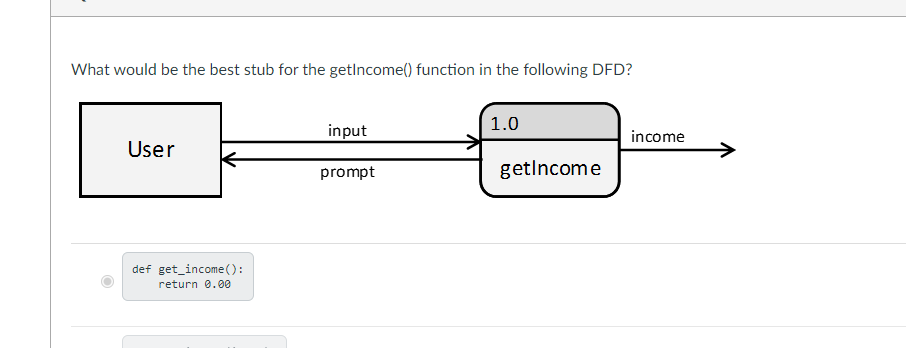 What would be the best stub for the getIncome() function in the following DFD?
User
input
prompt
1.0
getIncome
income
def get_income():
return 0.00